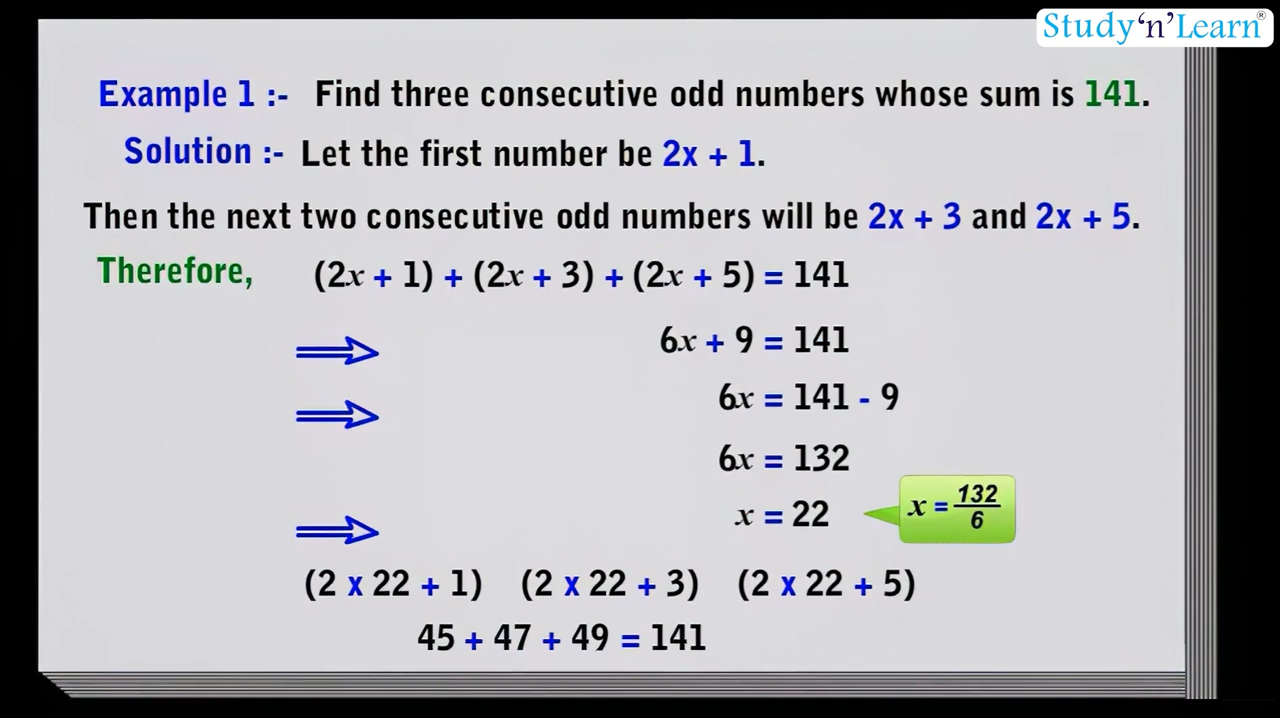 Study‘n’Learn®
Example 1 :- Find three consecutive odd numbers whose sum is 141.
Solution :- Let the first number be 2x + 1.
Then the next two consecutive odd numbers will be 2x + 3 and 2x + 5.
Therefore, (2x + 1) + (2x + 3) + (2x + 5) = 141
6x + 9 = 141
6x = 141 - 9
6x = 132
x = 22 x = 132/6
(2 x 22 + 1) (2 x 22 + 3) (2 x 22 + 5)
45 + 47 + 49 = 141